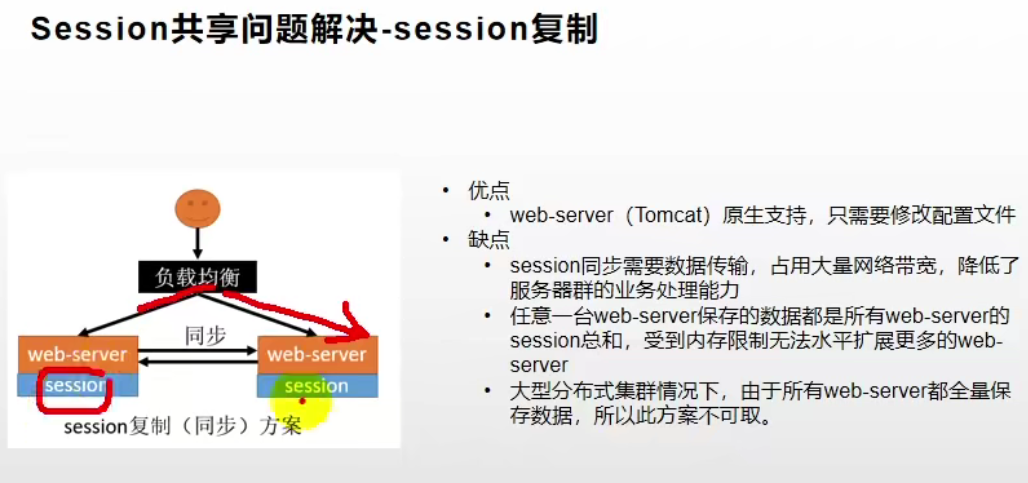 Session共享问题解决-session复制
负载均衡
同步
web-server
web-server
session
session
session复制（同步）方案
• 优点
• web-server（Tomcat）原生支持，只需要修改配置文件
• 缺点
• session同步需要数据传输，占用大量网络带宽，降低了
服务器群的业务处理能力
• 任意一台web-server保存的数据都是所有web-server的
session总和，受到内存限制无法水平扩展更多的web-
server
• 大型分布式集群情况下，由于所有web-server都全量保
存数据，所以此方案不可取。